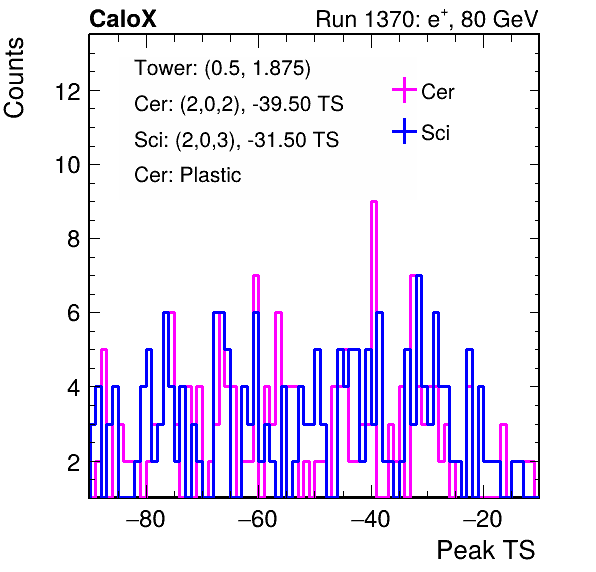 CaloX Run 1370: e⁺, 80 GeV
Counts
Tower: (0.5, 1.875)
Cer: (2,0,2), -39.50 TS
Sci: (2,0,3), -31.50 TS
Cer: Plastic
Cer
Sci
12
10
8
6
4
2
−80 −60 −40 −20
Peak TS